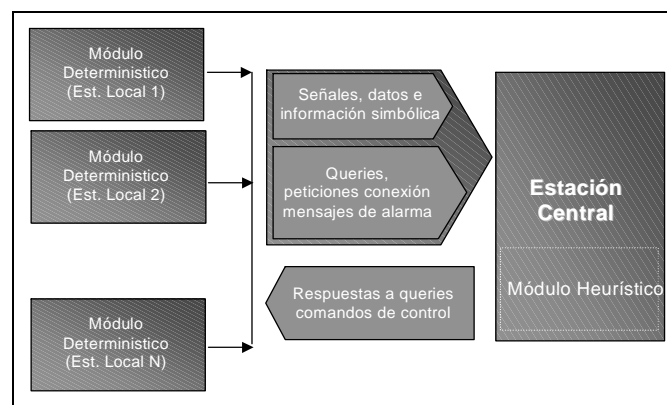 Módulo
Deterministico
(Est. Local 1)
Módulo
Deterministico
(Est. Local 2)
Módulo
Deterministico
(Est. Local N)
Señales, datos e
información simbólica
Queries,
peticiones conexión
mensajes de alarma
Respuestas a queries
comandos de control
Estación
Central
Módulo Heurístico